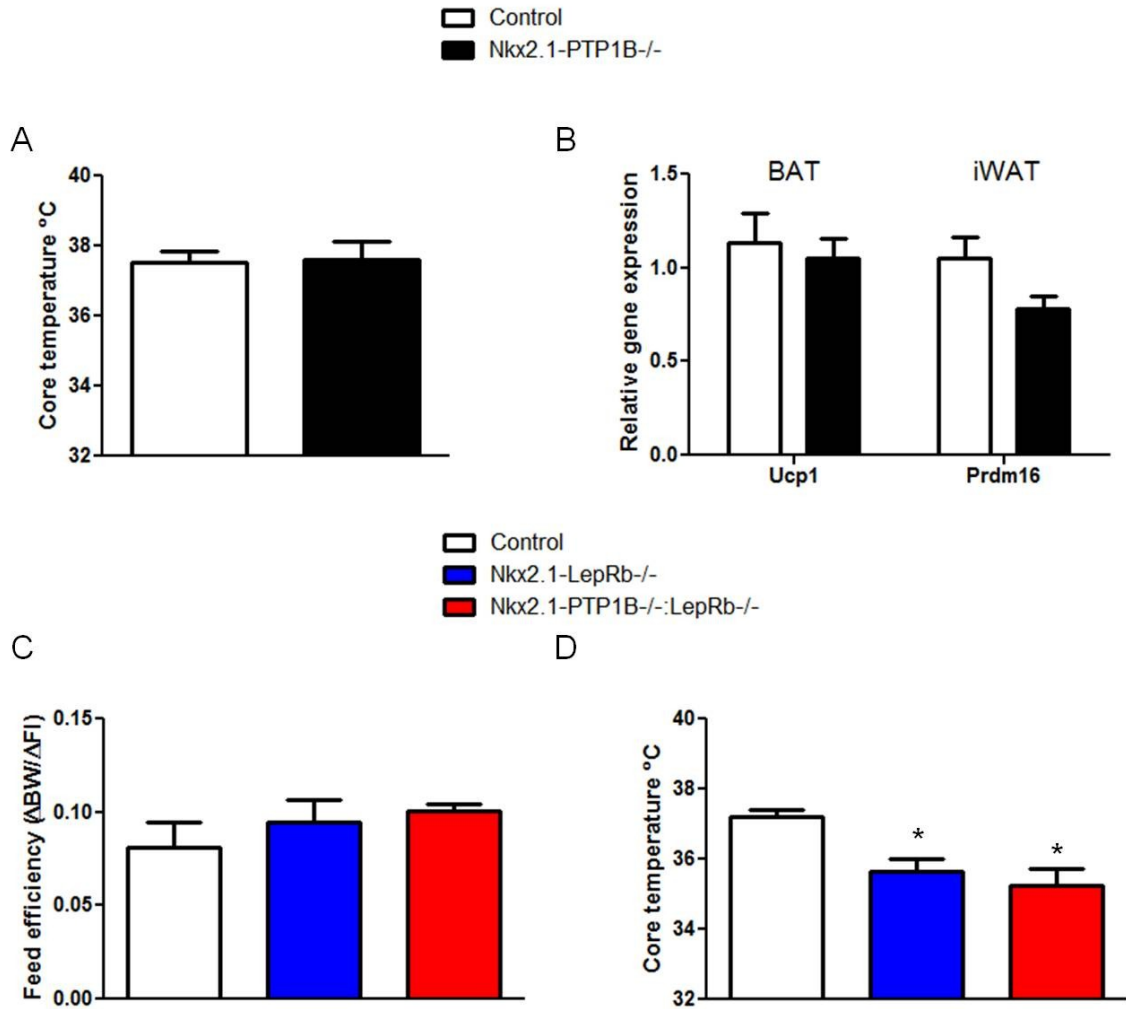 Control
Nkx2.1-PTP1B-/-
A
Core temperature ºC
40
38
36
34
32
B
Relative gene expression
1.5
1.0
0.5
0.0
BAT
iWAT
Ucp1
Prdm16
Control
Nkx2.1-LepRb-/-
Nkx2.1-PTP1B-/-:LepRb-/-
C
Feed efficiency (ΔBW/ΔFI)
0.15
0.10
0.05
0.00
D
Core temperature ºC
40
38
36
34
32
*
*